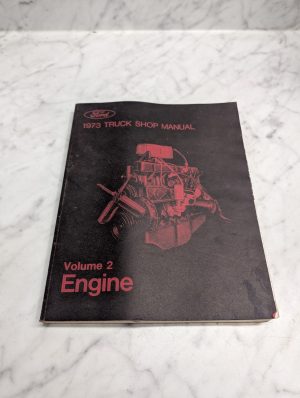 Ford
1973 TRUCK SHOP MANUAL
Volume 2
Engine